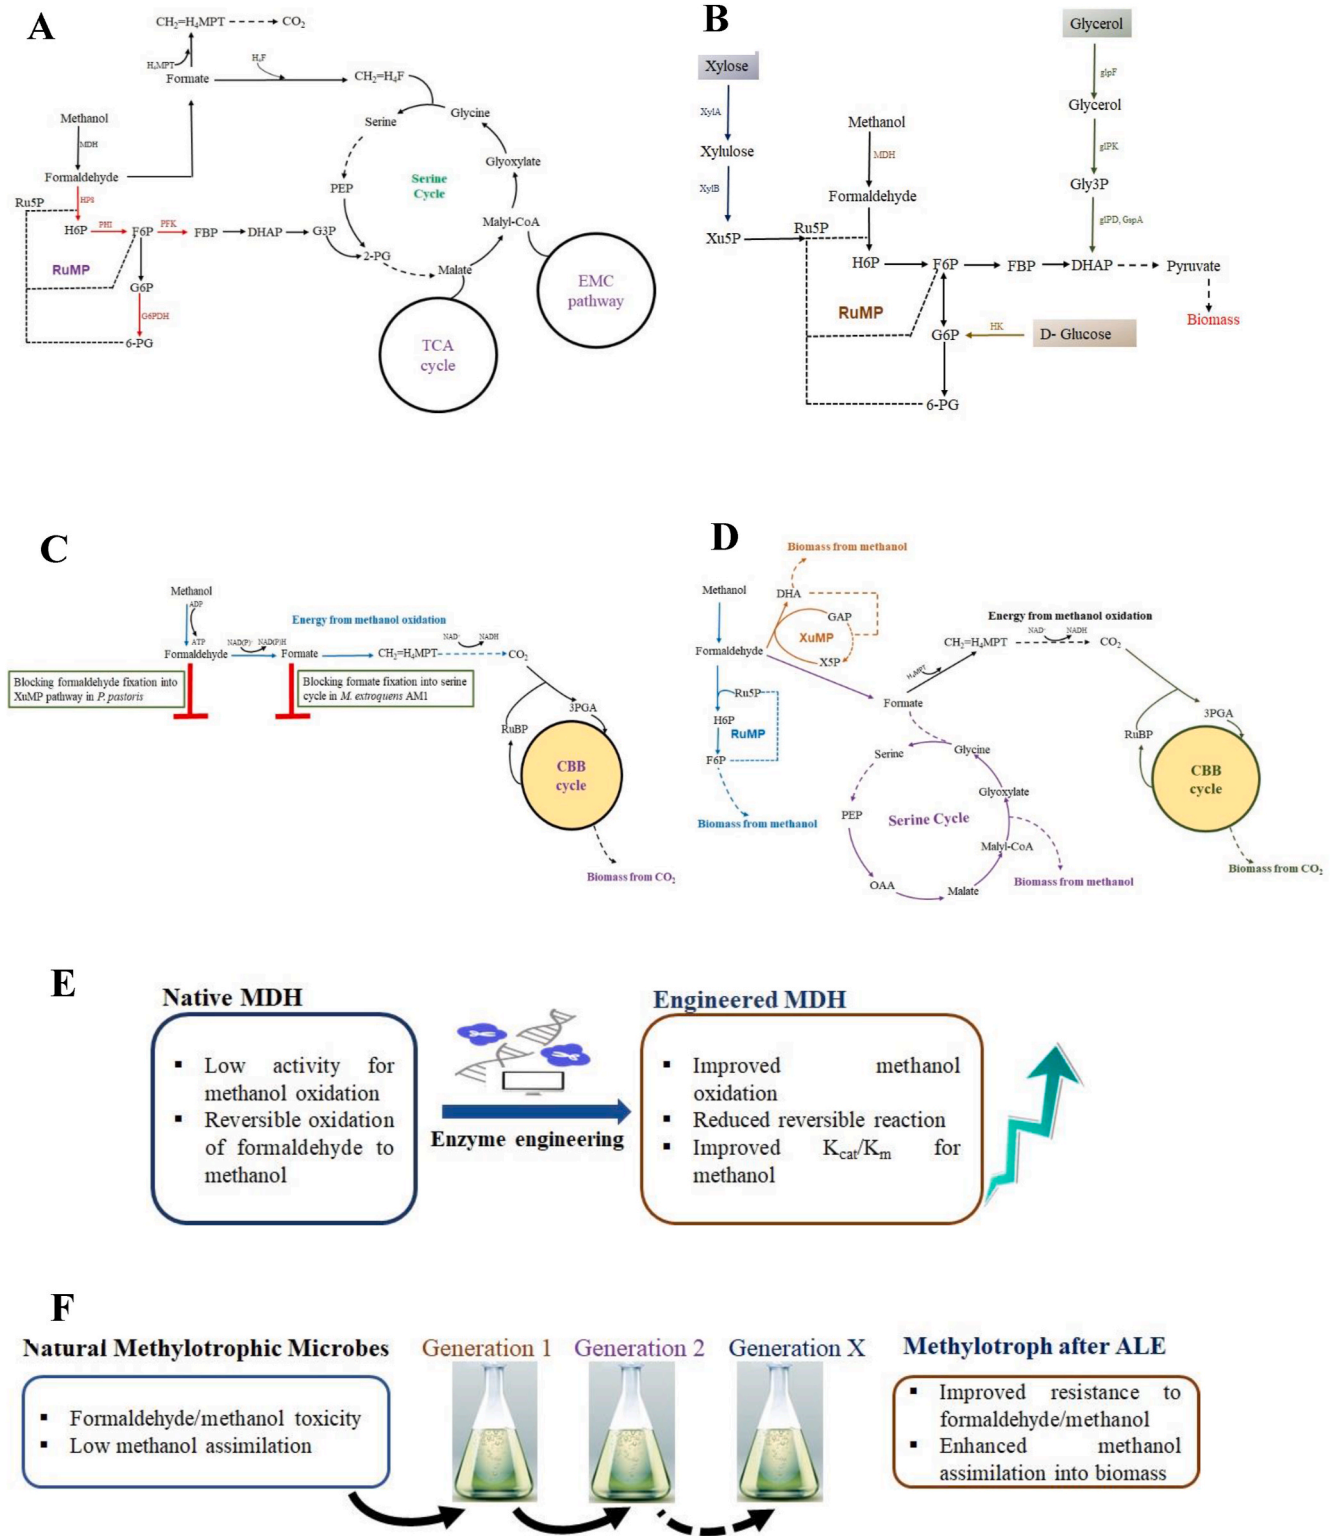 A
CH₂=H₄MPT
CO₂
H₄MPT
Formate
H₄F
CH₂=H₄F
Methanol
MDH
Formaldehyde
Ru5P
HPS
H6P
PHI
F6P
PFK
FBP
DHAP
G3P
RuMP
G6P
G6PDH
6-PG
Serine
Glycine
Glyoxylate
PEP
Serine
Cycle
Malyl-CoA
2-PG
Malate
EMC
pathway
TCA
cycle
B
Glycerol
Xylose
glpF
XylA
Glycerol
Methanol
Xylulose
MDH
glPK
XylB
Formaldehyde
Gly3P
glPD, GspA
Xu5P
Ru5P
H6P
F6P
FBP
DHAP
Pyruvate
RuMP
Biomass
G6P
HK
D- Glucose
6-PG
C
Methanol
ADP
ATP
Energy from methanol oxidation
NAD(P)⁻
NAD(P)H
NAD⁻
NADH
Formaldehyde
Formate
CH₂=H₄MPT
CO₂
Blocking formaldehyde fixation into
XuMP pathway in P. pastoris
Blocking formate fixation into serine
cycle in M. extroquens AM1
3PGA
RuBP
CBB
cycle
Biomass from CO₂
D
Biomass from methanol
Methanol
DHA
GAP
XuMP
X5P
Formaldehyde
Energy from methanol oxidation
NAD⁻
NADH
CH₂=H₄MPT
CO₂
H₄MPT
Formate
Ru5P
H6P
RuMP
F6P
Biomass from methanol
Serine
Glycine
Glyoxylate
PEP
Serine Cycle
Malyl-CoA
OAA
Malate
Biomass from methanol
3PGA
RuBP
CBB
cycle
Biomass from CO₂
E
Native MDH
▪ Low activity for
methanol oxidation
▪ Reversible oxidation
of formaldehyde to
methanol
Enzyme engineering
Engineered MDH
▪ Improved methanol
oxidation
▪ Reduced reversible reaction
▪ Improved Kcat/Km for
methanol
F
Natural Methylotrophic Microbes
▪ Formaldehyde/methanol toxicity
▪ Low methanol assimilation
Generation 1
Generation 2
Generation X
Methylotroph after ALE
▪ Improved resistance to
formaldehyde/methanol
▪ Enhanced methanol
assimilation into biomass